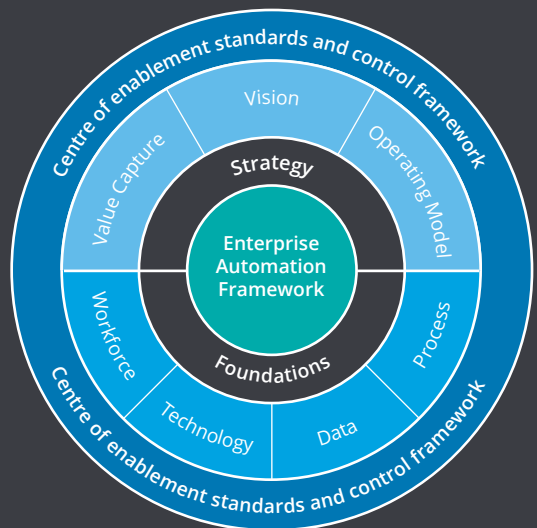 Centre of enablement standards and control framework
Vision
Value Capture
Operating Model
Strategy
Enterprise
Automation
Framework
Foundations
Workforce
Process
Technology
Data
Centre of enablement standards and control framework